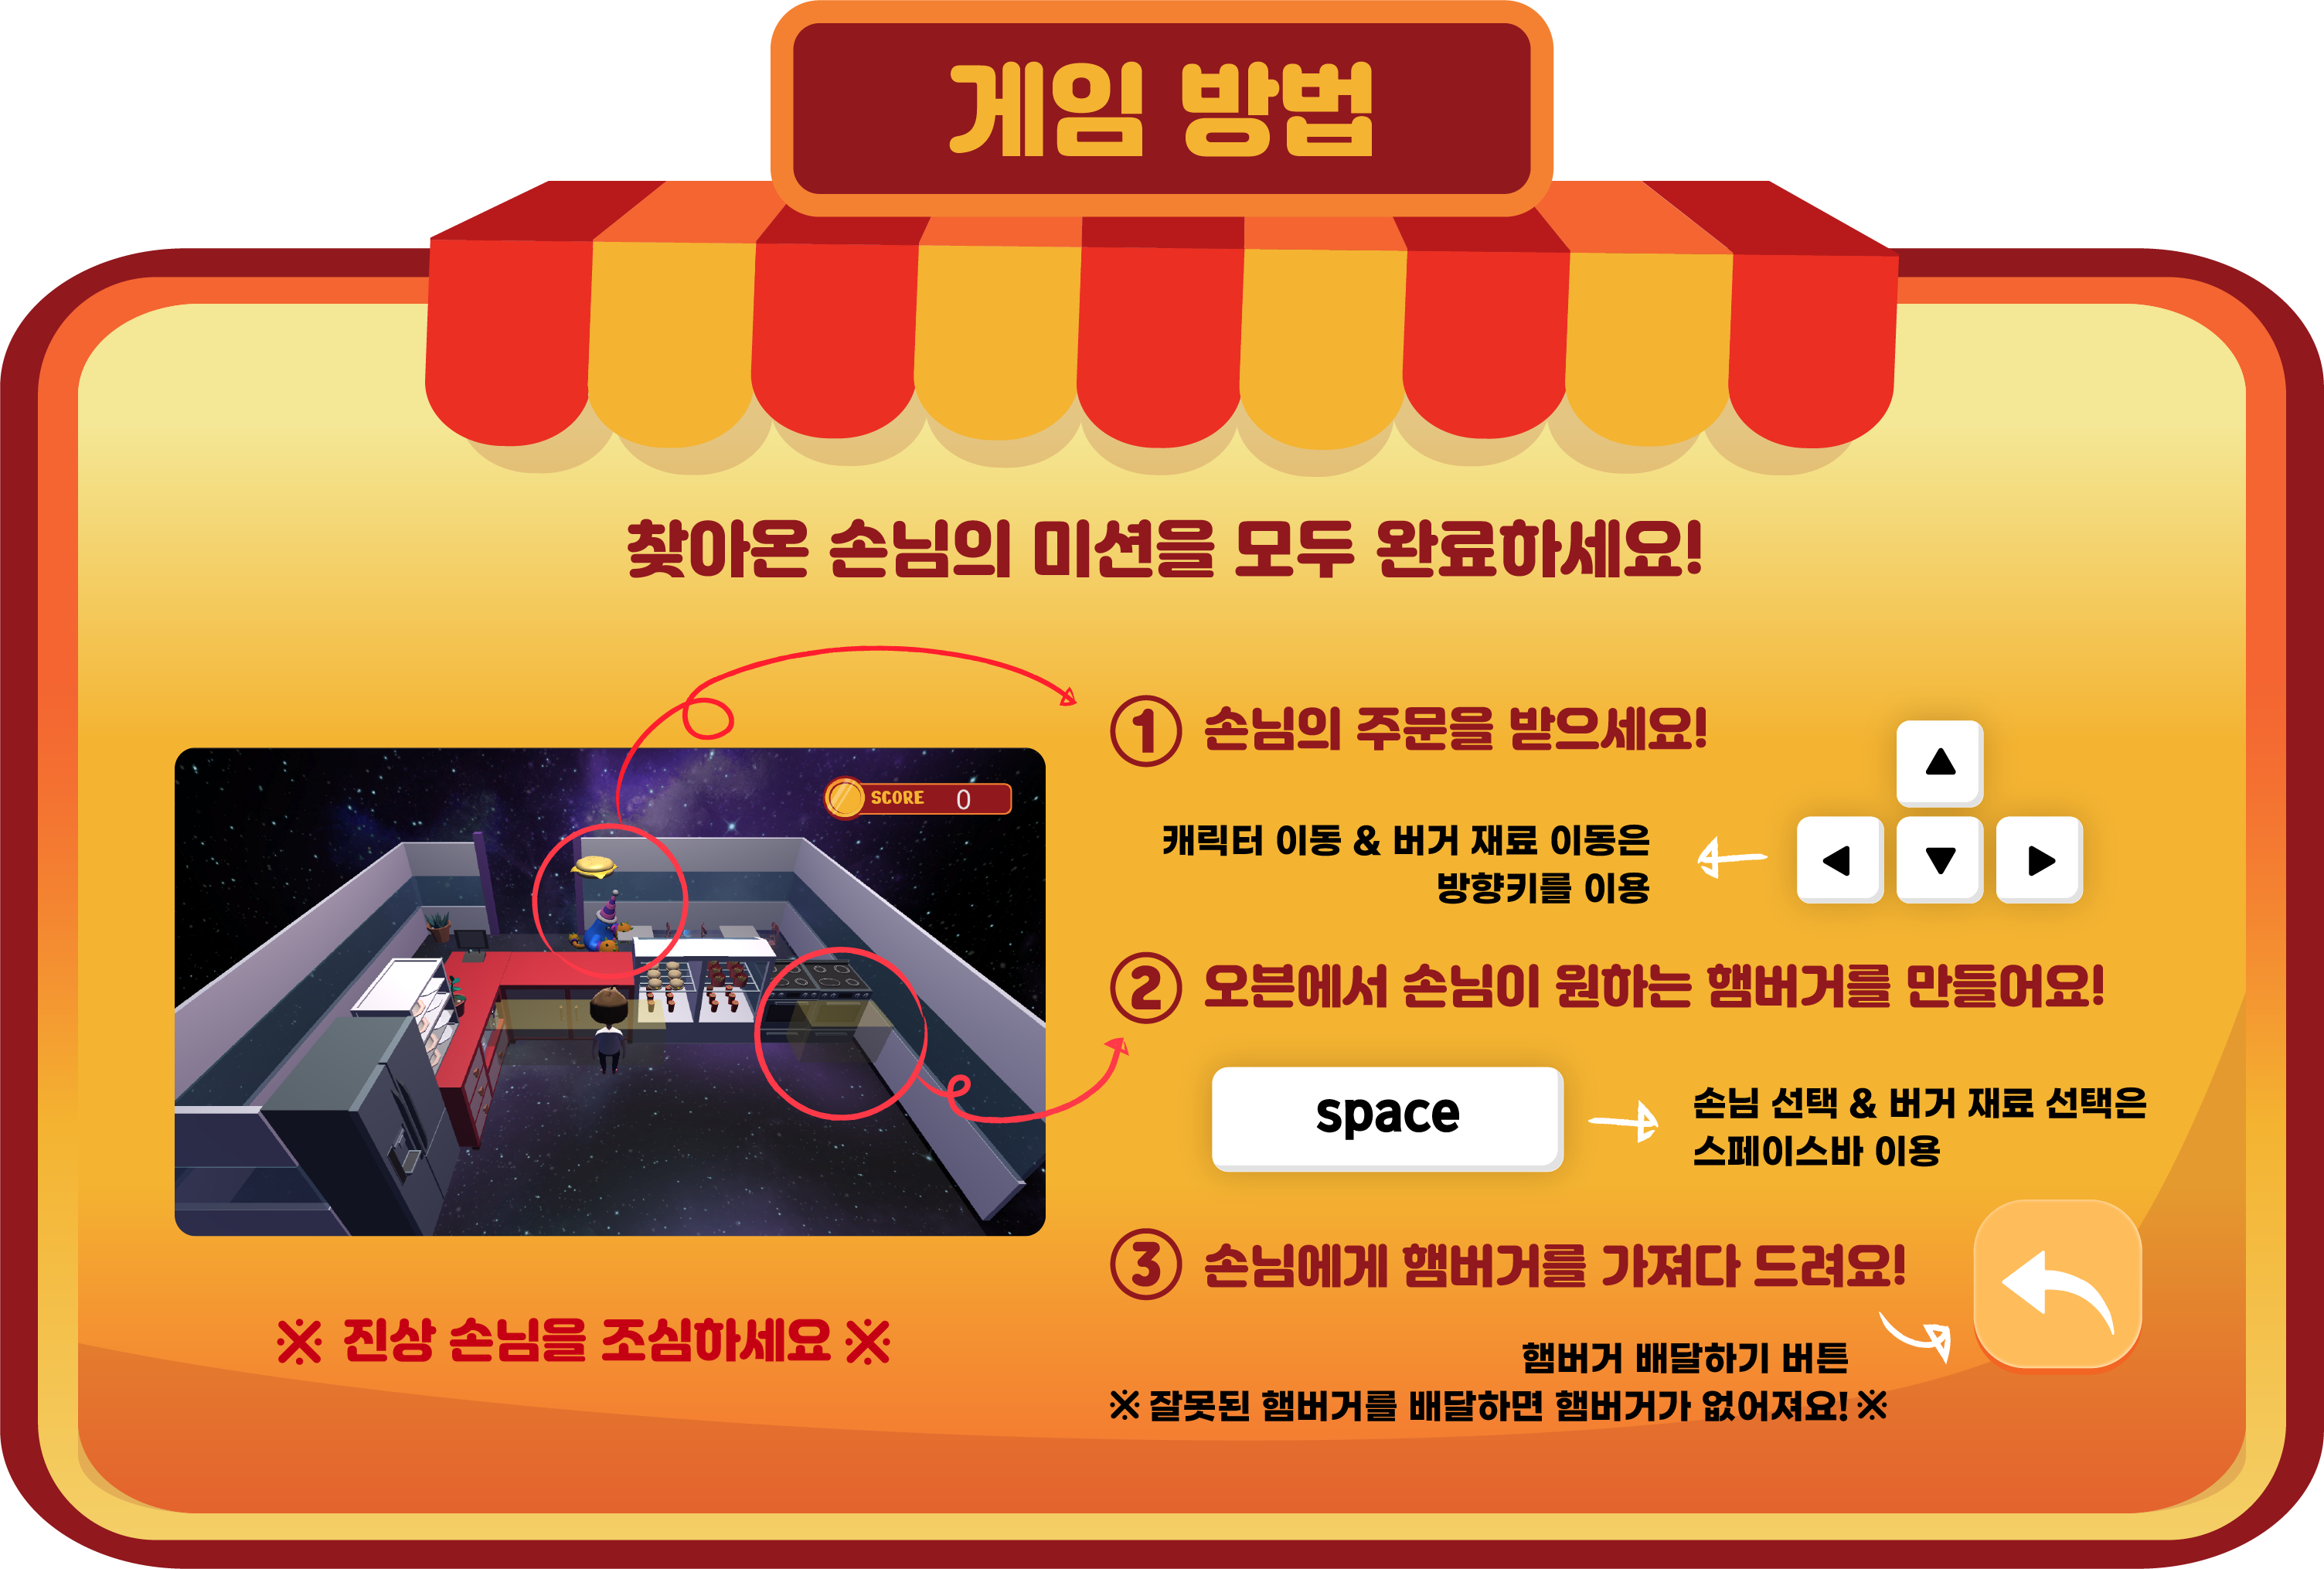 게임 방법
찾아온 손님의 미션을 모두 완료하세요!
SCORE 0
※ 진상 손님을 조심하세요 ※
① 손님의 주문을 받으세요!
캐릭터 이동 & 버거 재료 이동은
방향키를 이용
② 오븐에서 손님이 원하는 햄버거를 만들어요!
space
손님 선택 & 버거 재료 선택은
스페이스바 이용
③ 손님에게 햄버거를 가져다 드려요!
햄버거 배달하기 버튼
※ 잘못된 햄버거를 배달하면 햄버거가 없어져요! ※